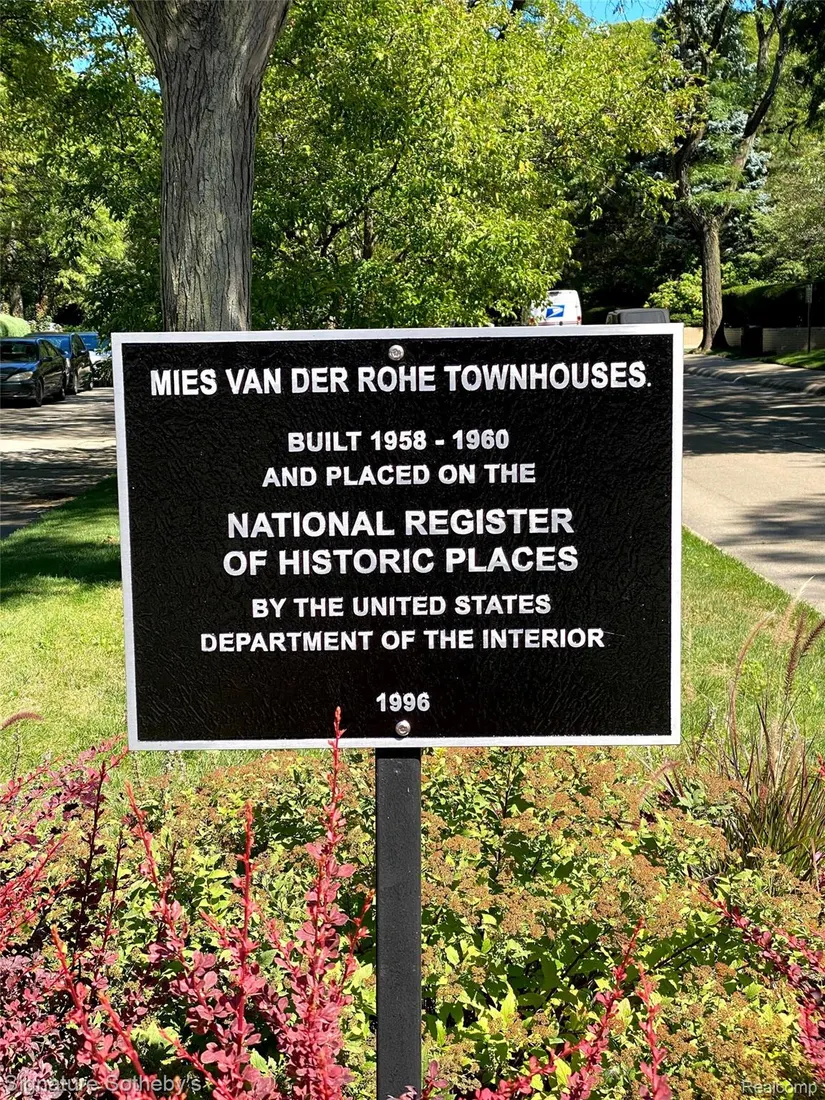 MIES VAN DER ROHE TOWNHOUSES.
BUILT 1958 - 1960
AND PLACED ON THE
NATIONAL REGISTER
OF HISTORIC PLACES
BY THE UNITED STATES
DEPARTMENT OF THE INTERIOR
1996
Signature Sotheby's
Realcomp